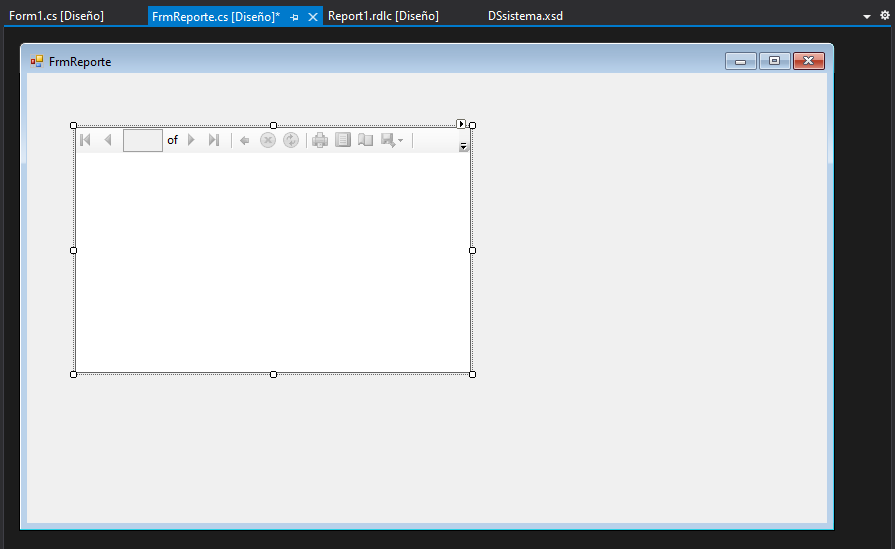 Form1.cs [Diseño] FrmReporte.cs [Diseño]* Report1.rdlc [Diseño] DSsistema.xsd
FrmReporte
of